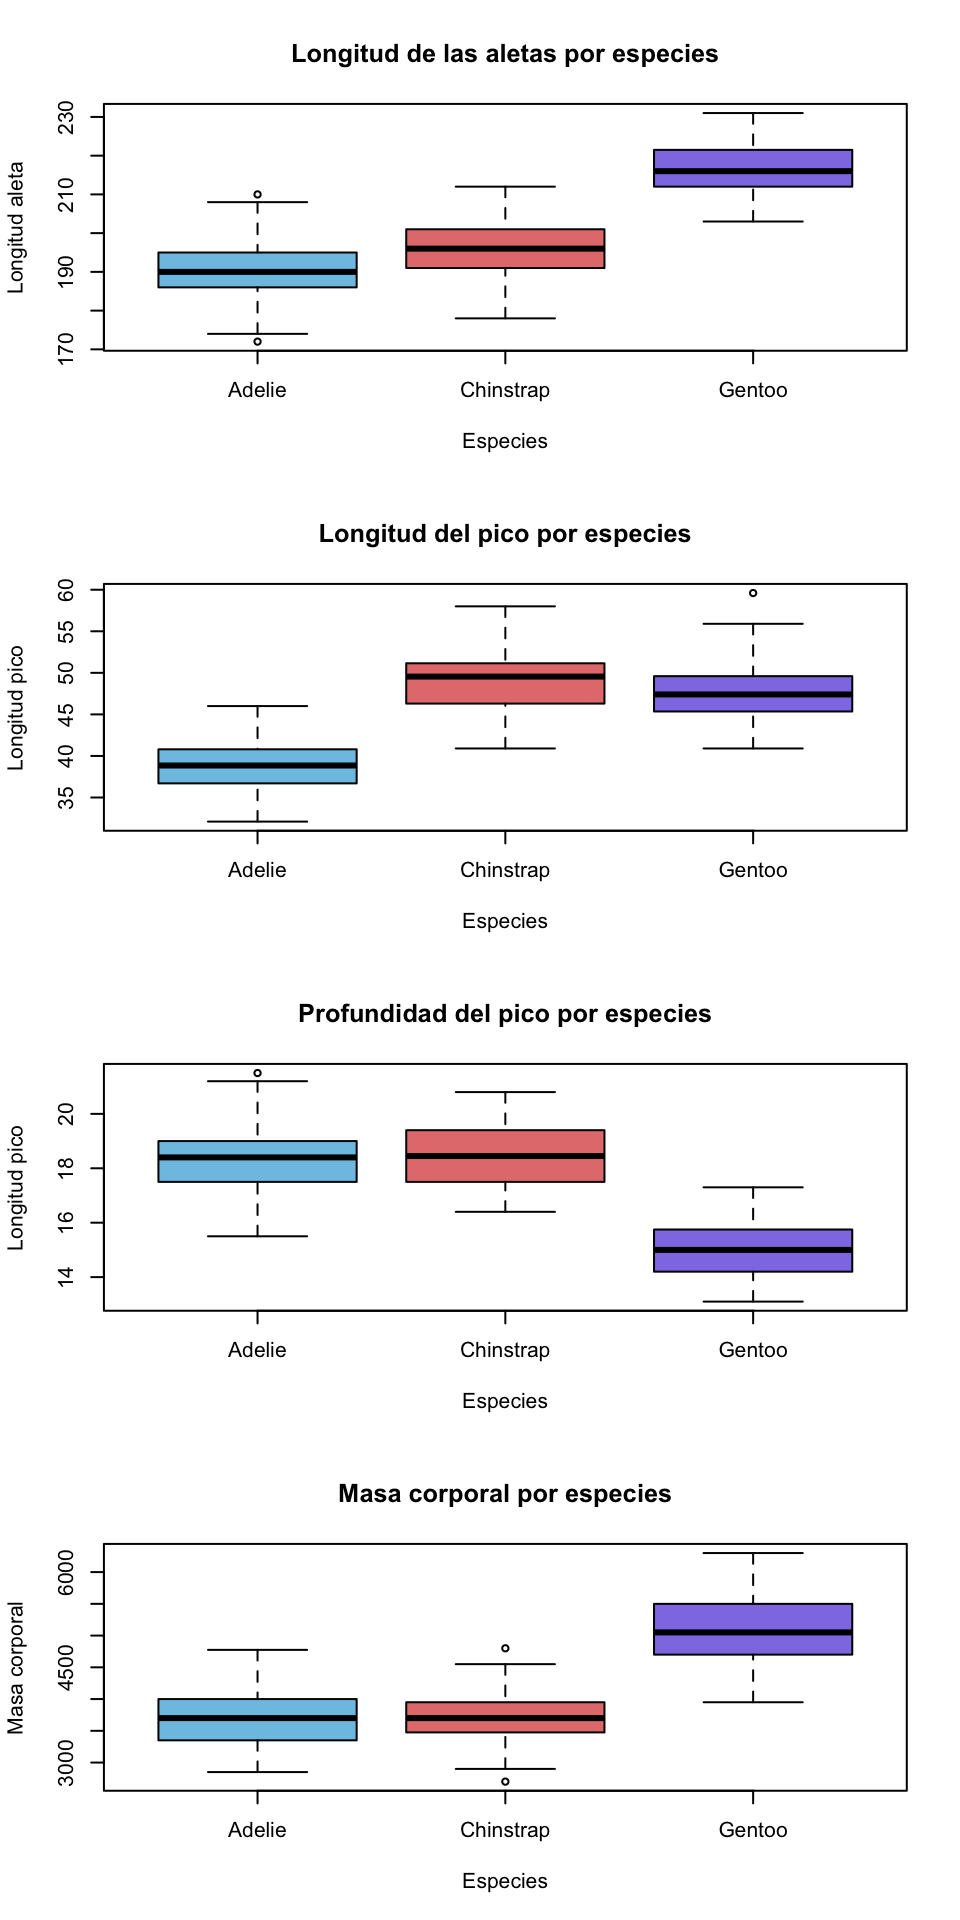 Longitud de las aletas por especies
Longitud aleta
230
210
190
170
Adelie Chinstrap Gentoo
Especies
Longitud del pico por especies
Longitud pico
60
55
50
45
40
35
Adelie Chinstrap Gentoo
Especies
Profundidad del pico por especies
Longitud pico
20
18
16
14
Adelie Chinstrap Gentoo
Especies
Masa corporal por especies
Masa corporal
6000
4500
3000
Adelie Chinstrap Gentoo
Especies